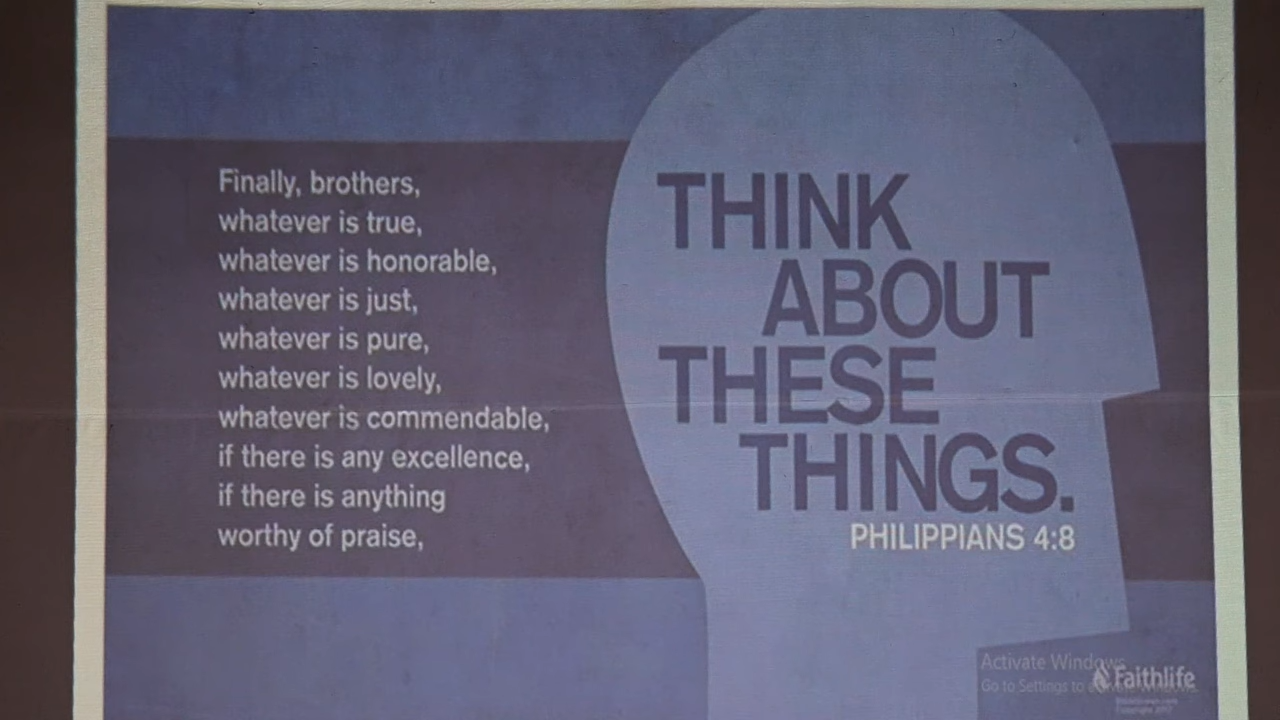 Finally, brothers,
whatever is true,
whatever is honorable,
whatever is just,
whatever is pure,
whatever is lovely,
whatever is commendable,
if there is any excellence,
if there is anything
worthy of praise,
THINK
ABOUT
THESE
THINGS.
PHILIPPIANS 4:8
Activate Windows
Go to Settings to
Faithlife